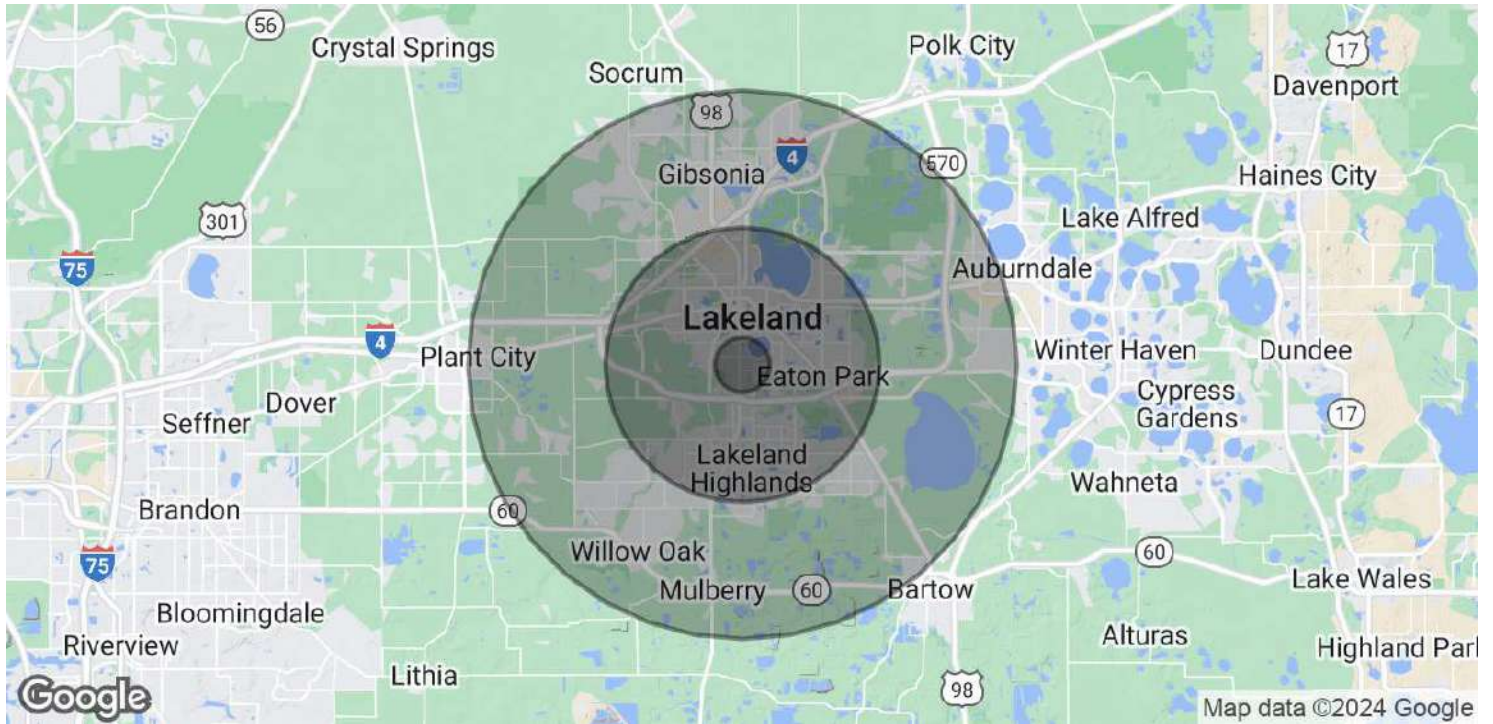 56
Crystal Springs
Polk City
17
Socrum
Davenport
98
4
Gibsonia
570
Haines City
301
Lake Alfred
75
Auburndale
Lakeland
4
Plant City
Winter Haven
Dundee
Eaton Park
Dover
Cypress
Gardens
17
Seffner
Lakeland
Highlands
Wahneta
Brandon
60
Willow Oak
60
75
Mulberry
60
Bartow
Lake Wales
Bloomingdale
Alturas
Riverview
Highland Park
Lithia
98
Google
Map data ©2024 Google